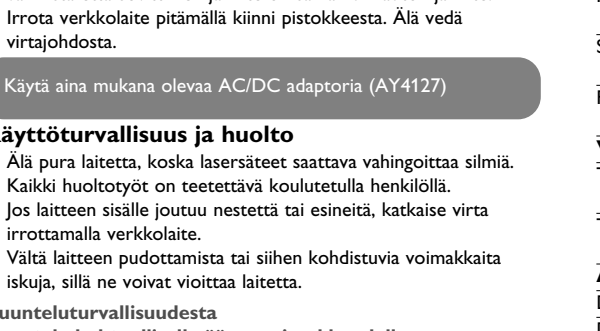 Irrota verkkolaite pitämällä kiinni pistokkeesta. Älä vedä
virtajohdosta.
Käytä aina mukana olevaa AC/DC adaptoria (AY4127)
äyttöturvallisuus ja huolto
Älä pura laitetta, koska lasersäteet saattava vahingoittaa silmiä.
Kaikki huoltotyöt on teetettävä koulutetulla henkilöllä.
Jos laitteen sisälle joutuu nestettä tai esineitä, katkaise virta
irrottamalla verkkolaite.
Vältä laitteen pudottamista tai siihen kohdistuvia voimakkaita
iskuja, sillä ne voivat vioittaa laitetta.
uunteluturvallisuudesta